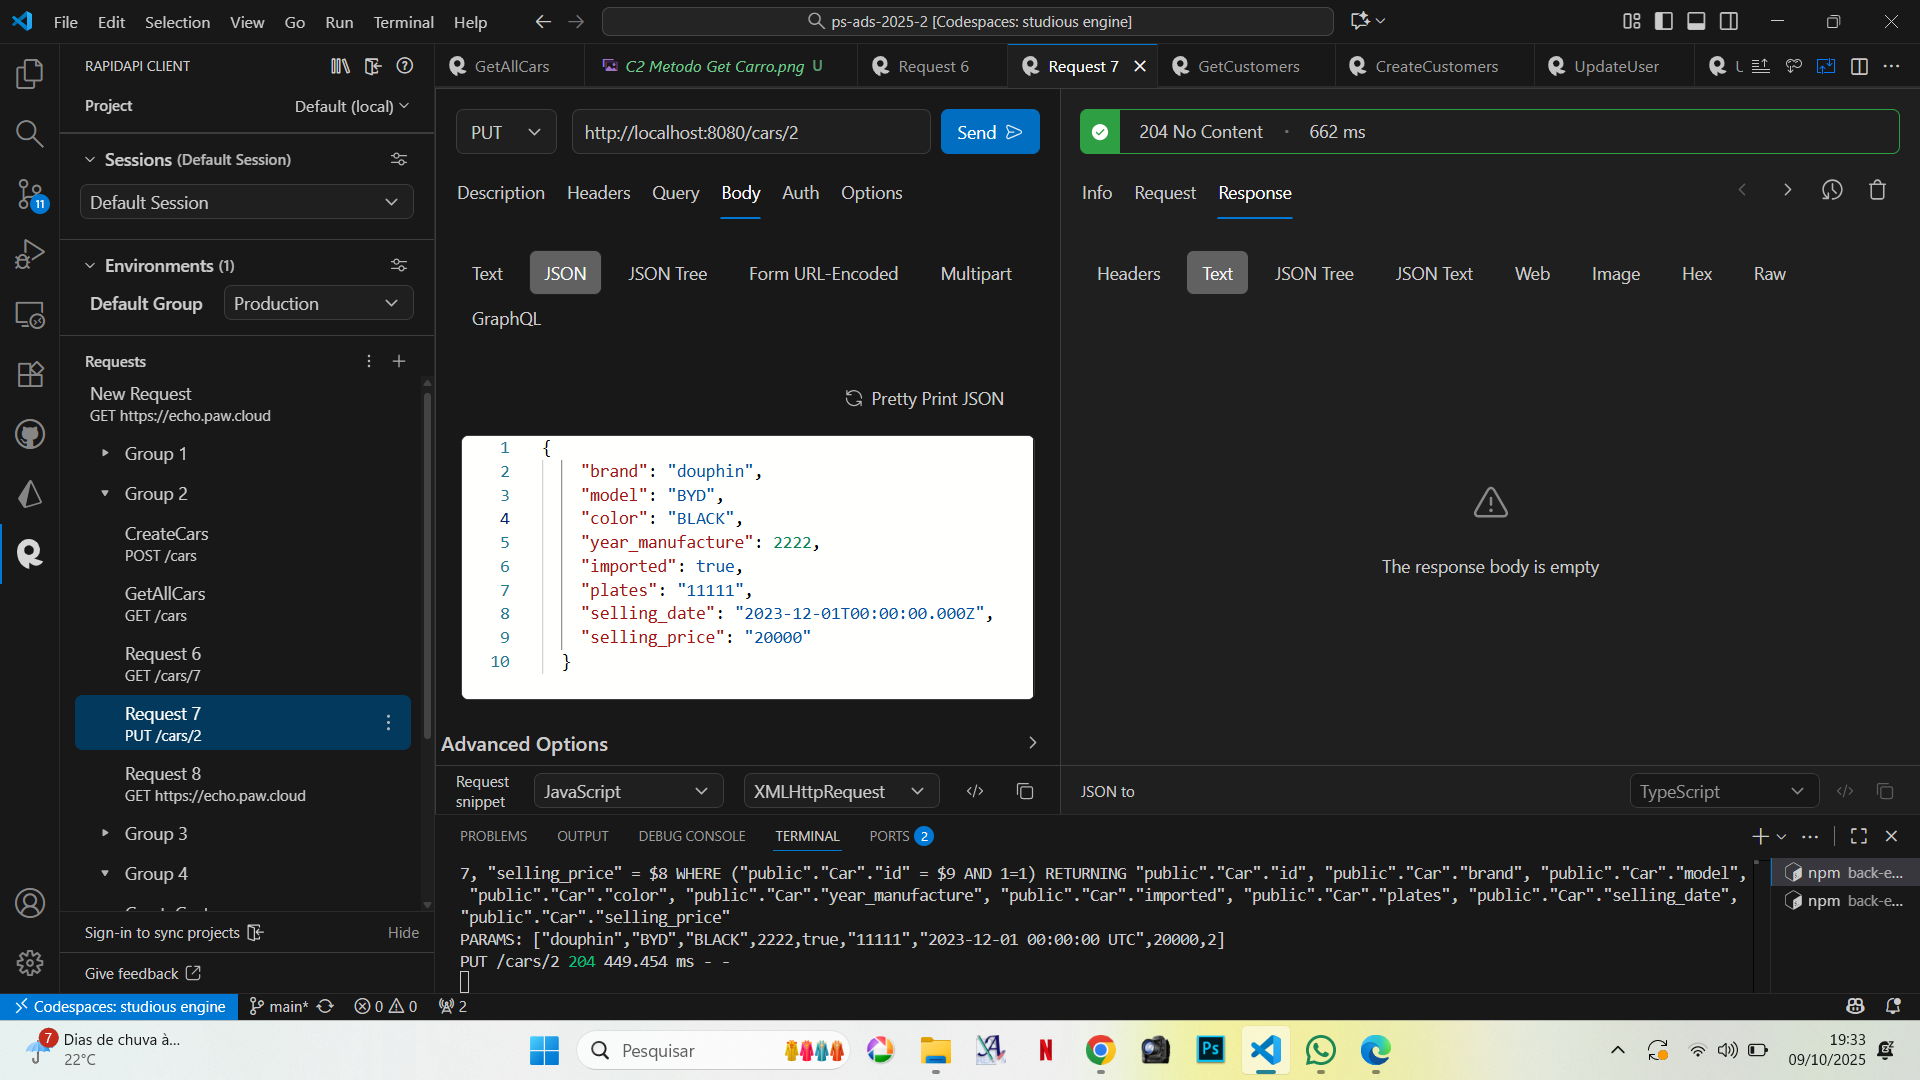 File Edit Selection View Go Run Terminal Help
ps-ads-2025-2 [Codespaces: studious engine]
RAPIDAPI CLIENT
Project Default (local)
Sessions (Default Session)
Default Session
Environments (1)
Default Group Production
Requests
New Request
GET https://echo.paw.cloud
Group 1
Group 2
CreateCars
POST /cars
GetAllCars
GET /cars
Request 6
GET /cars/7
Request 7
PUT /cars/2
Request 8
GET https://echo.paw.cloud
Group 3
Group 4
Sign-in to sync projects Hide
Give feedback
11
GetAllCars C2 Metodo Get Carro.png U Request 6 Request 7 GetCustomers CreateCustomers UpdateUser
PUT http://localhost:8080/cars/2 Send
Description Headers Query Body Auth Options
Text JSON JSON Tree Form URL-Encoded Multipart
GraphQL
Pretty Print JSON
1 {
2 "brand": "douphin",
3 "model": "BYD",
4 "color": "BLACK",
5 "year_manufacture": 2222,
6 "imported": true,
7 "plates": "11111",
8 "selling_date": "2023-12-01T00:00:00.000Z",
9 "selling_price": "20000"
10 }
Advanced Options
Request snippet JavaScript XMLHttpRequest
204 No Content · 662 ms
Info Request Response
Headers Text JSON Tree JSON Text Web Image Hex Raw
The response body is empty
JSON to TypeScript
PROBLEMS OUTPUT DEBUG CONSOLE TERMINAL PORTS 2
7, "selling_price" = $8 WHERE ("public"."Car"."id" = $9 AND 1=1) RETURNING "public"."Car"."id", "public"."Car"."brand", "public"."Car"."model",
"public"."Car"."color", "public"."Car"."year_manufacture", "public"."Car"."imported", "public"."Car"."plates", "public"."Car"."selling_date",
"public"."Car"."selling_price"
PARAMS: ["douphin","BYD","BLACK",2222,true,"11111","2023-12-01 00:00:00 UTC",20000,2]
PUT /cars/2 204 449.454 ms - -
npm back-e...
npm back-e...
Codespaces: studious engine main* 0 0 2
7 Dias de chuva à...
22°C
Pesquisar
N
Ps
19:33
09/10/2025